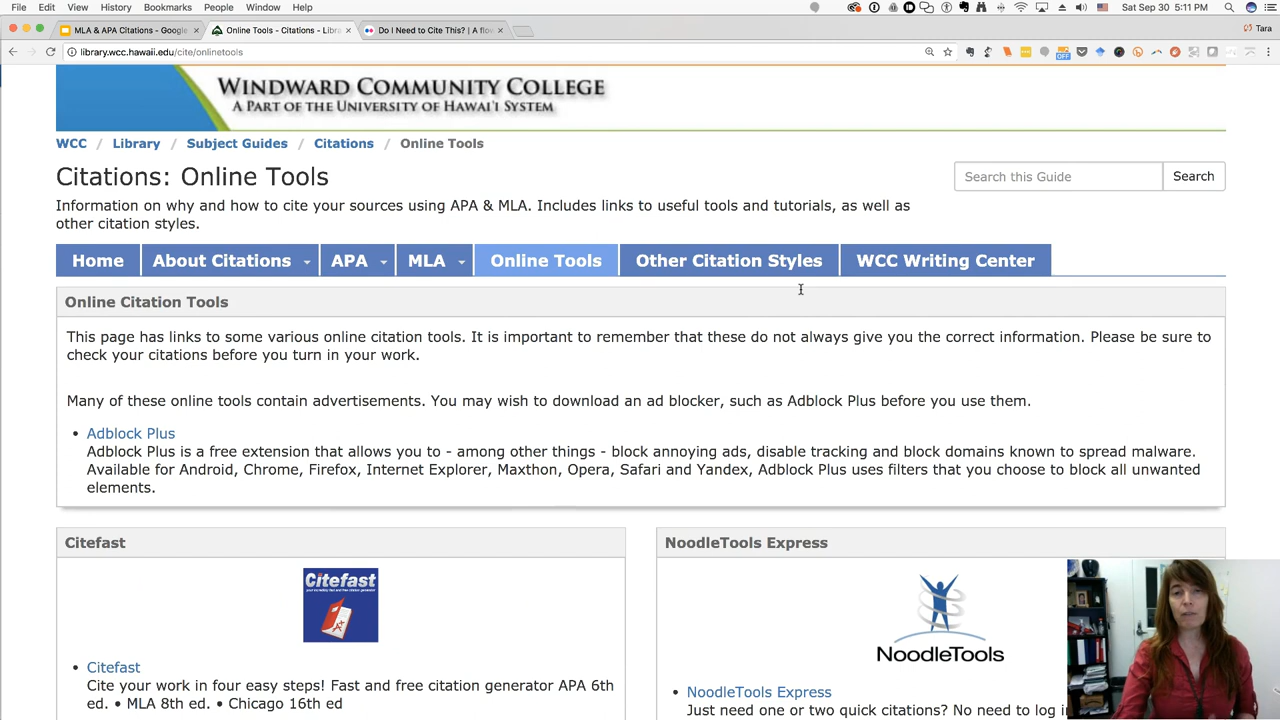 File Edit View History Bookmarks People Window Help Sat Sep 30 5:11 PM
MLA & APA Citations - Google × Online Tools - Citations - Libra × Do I Need to Cite This? | A flow × Tara
library.wcc.hawaii.edu/cite/onlinetools
WINDWARD COMMUNITY COLLEGE
A PART OF THE UNIVERSITY OF HAWAI'I SYSTEM
WCC / Library / Subject Guides / Citations / Online Tools
Citations: Online Tools
Search this Guide Search
Information on why and how to cite your sources using APA & MLA. Includes links to useful tools and tutorials, as well as
other citation styles.
Home About Citations APA MLA Online Tools Other Citation Styles WCC Writing Center
Online Citation Tools
This page has links to some various online citation tools. It is important to remember that these do not always give you the correct information. Please be sure to
check your citations before you turn in your work.
Many of these online tools contain advertisements. You may wish to download an ad blocker, such as Adblock Plus before you use them.
• Adblock Plus
Adblock Plus is a free extension that allows you to - among other things - block annoying ads, disable tracking and block domains known to spread malware.
Available for Android, Chrome, Firefox, Internet Explorer, Maxthon, Opera, Safari and Yandex, Adblock Plus uses filters that you choose to block all unwanted
elements.
Citefast
Citefast
• Citefast
Cite your work in four easy steps! Fast and free citation generator APA 6th
ed. • MLA 8th ed. • Chicago 16th ed
NoodleTools Express
NoodleTools
• NoodleTools Express
Just need one or two quick citations? No need to log in